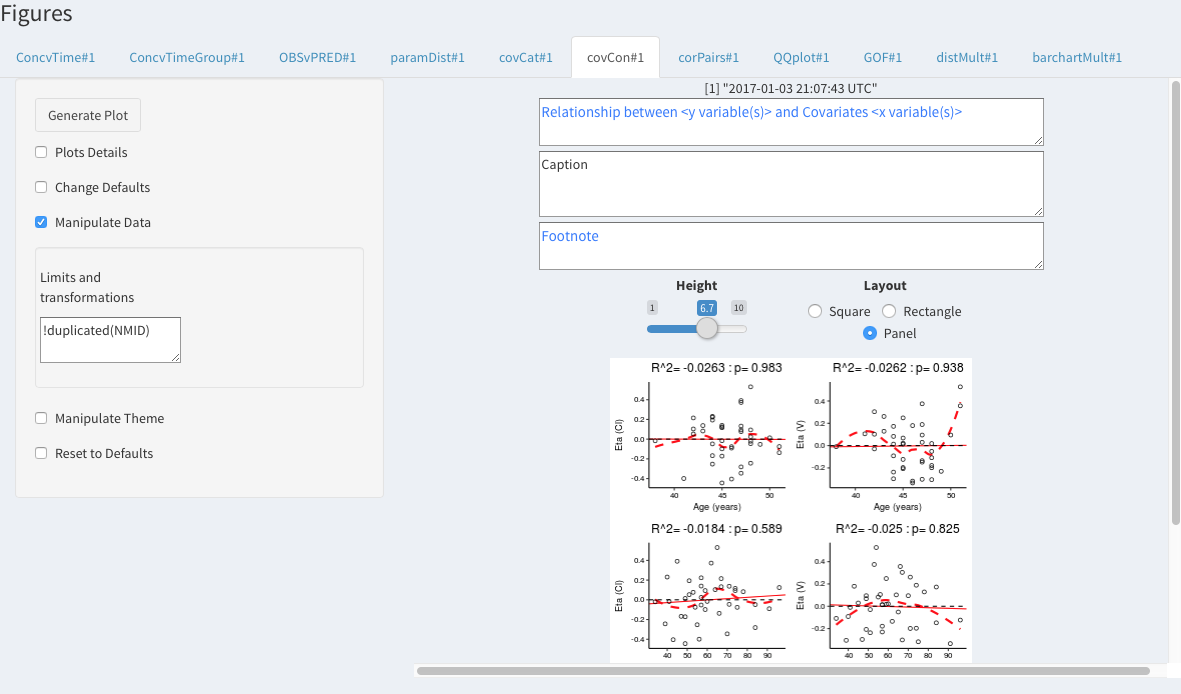 Figures
ConcvTime#1 ConcvTimeGroup#1 OBSvPRED#1 paramDist#1 covCat#1 covCon#1 corPairs#1 QQplot#1 GOF#1 distMult#1 barchartMult#1
Generate Plot
Plots Details
Change Defaults
Manipulate Data
Limits and
transformations
!duplicated(NMID)
Manipulate Theme
Reset to Defaults
[1] "2017-01-03 21:07:43 UTC"
Relationship between <y variable(s)> and Covariates <x variable(s)>
Caption
Footnote
Height Layout
1 6.7 10
Square Rectangle
Panel
R^2= -0.0263 : p= 0.983 R^2= -0.0262 : p= 0.938
Eta (Cl)
0.4
0.2
0.0
-0.2
-0.4
40 45 50
Age (years)
Eta (V)
0.4
0.2
0.0
-0.2
40 45 50
Age (years)
R^2= -0.0184 : p= 0.589 R^2= -0.025 : p= 0.825
Eta (Cl)
0.4
0.2
0.0
-0.2
-0.4
40 50 60 70 80 90
Eta (V)
0.4
0.2
0.0
-0.2
40 50 60 70 80 90